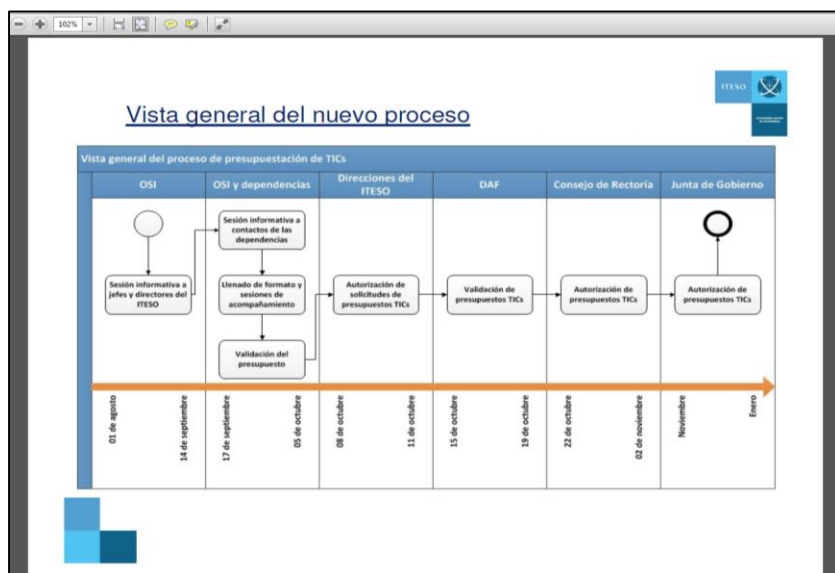 102%
ITESO
Vista general del nuevo proceso
Vista general del proceso de presupuestación de TICs
OSI
OSI y dependencias
Direcciones del
ITESO
DAF
Consejo de Rectoría
Junta de Gobierno
Sesión informativa a
jefes y directores del
ITESO
Sesión informativa a
contactos de las
dependencias
Llenado de formato y
sesiones de
acompañamiento
Validación del
presupuesto
Autorización de
solicitudes de
presupuestos TICs
Validación de
presupuestos TICs
Autorización de
presupuestos TICs
Autorización de
presupuestos TICs
01 de agosto
14 de septiembre
17 de septiembre
05 de octubre
08 de octubre
11 de octubre
15 de octubre
19 de octubre
22 de octubre
02 de noviembre
Noviembre
Enero